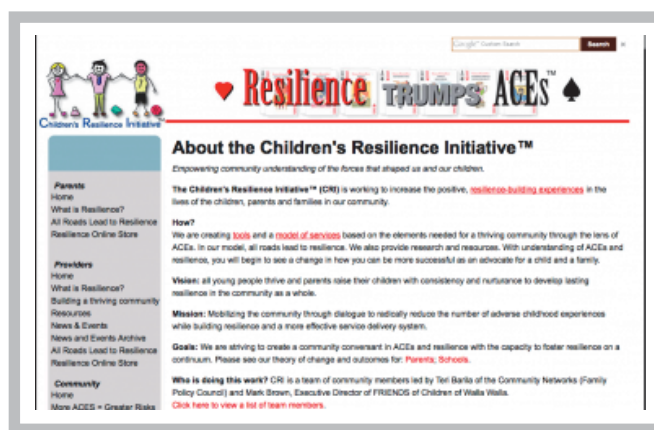 Google™ Custom Search
Search
×
Children's Resilience Initiative™
Resilience TRUMPS ACEs™
About the Children's Resilience Initiative™
Empowering community understanding of the forces that shaped us and our children.
The Children's Resilience Initiative™ (CRI) is working to increase the positive, resilience-building experiences in the
lives of the children, parents and families in our community.
How?
We are creating tools and a model of services based on the elements needed for a thriving community through the lens of
ACEs. In our model, all roads lead to resilience. We also provide research and resources. With understanding of ACEs and
resilience, you will begin to see a change in how you can be more successful as an advocate for a child and a family.
Vision: all young people thrive and parents raise their children with consistency and nurturance to develop lasting
resilience in the community as a whole.
Mission: Mobilizing the community through dialogue to radically reduce the number of adverse childhood experiences
while building resilience and a more effective service delivery system.
Goals: We are striving to create a community conversant in ACEs and resilience with the capacity to foster resilience on a
continuum. Please see our theory of change and outcomes for: Parents; Schools.
Who is doing this work? CRI is a team of community members led by Teri Barila of the Community Networks (Family
Policy Council) and Mark Brown, Executive Director of FRIENDS of Children of Walla Walla.
Click here to view a list of team members.
Parents
Home
What is Resilience?
All Roads Lead to Resilience
Resilience Online Store
Providers
Home
What is Resilience?
Building a thriving community
Resources
News & Events
News and Events Archive
All Roads Lead to Resilience
Resilience Online Store
Community
Home
More ACES = Greater Risks